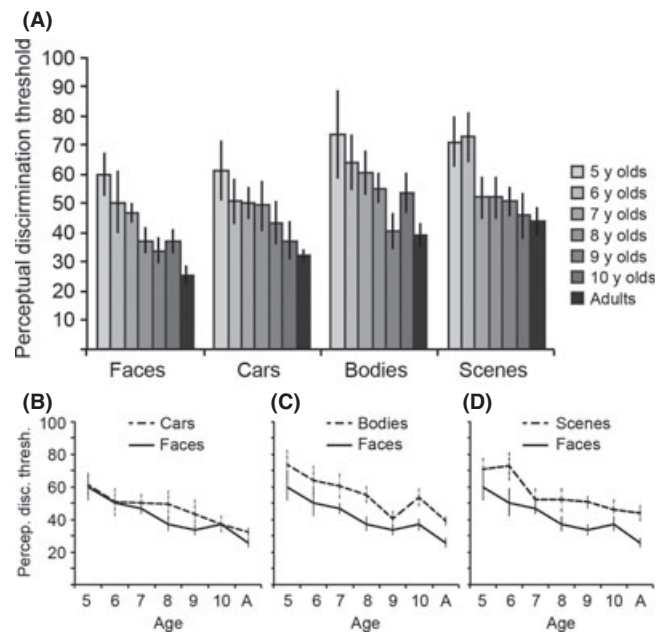 (A)
Perceptual discirmination threshold
100
90
80
70
60
50
40
30
20
10
Faces Cars Bodies Scenes
5 y olds
6 y olds
7 y olds
8 y olds
9 y olds
10 y olds
Adults
(B)
Cars
Faces
Percep. disc. thresh.
100
80
60
40
20
5 6 7 8 9 10 A
Age
(C)
Bodies
Faces
5 6 7 8 9 10 A
Age
(D)
Scenes
Faces
5 6 7 8 9 10 A
Age